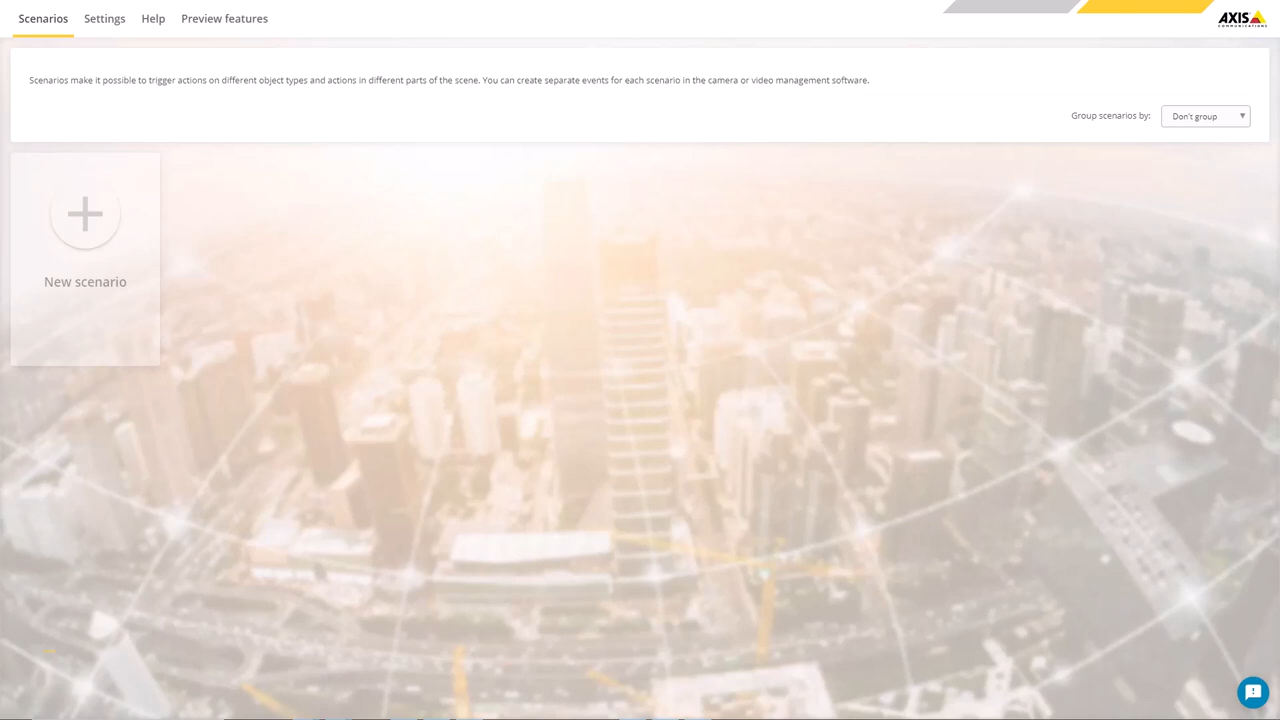 Scenarios Settings Help Preview features
AXIS
COMMUNICATIONS
Scenarios make it possible to trigger actions on different object types and actions in different parts of the scene. You can create separate events for each scenario in the camera or video management software.
Group scenarios by: Don't group
New scenario